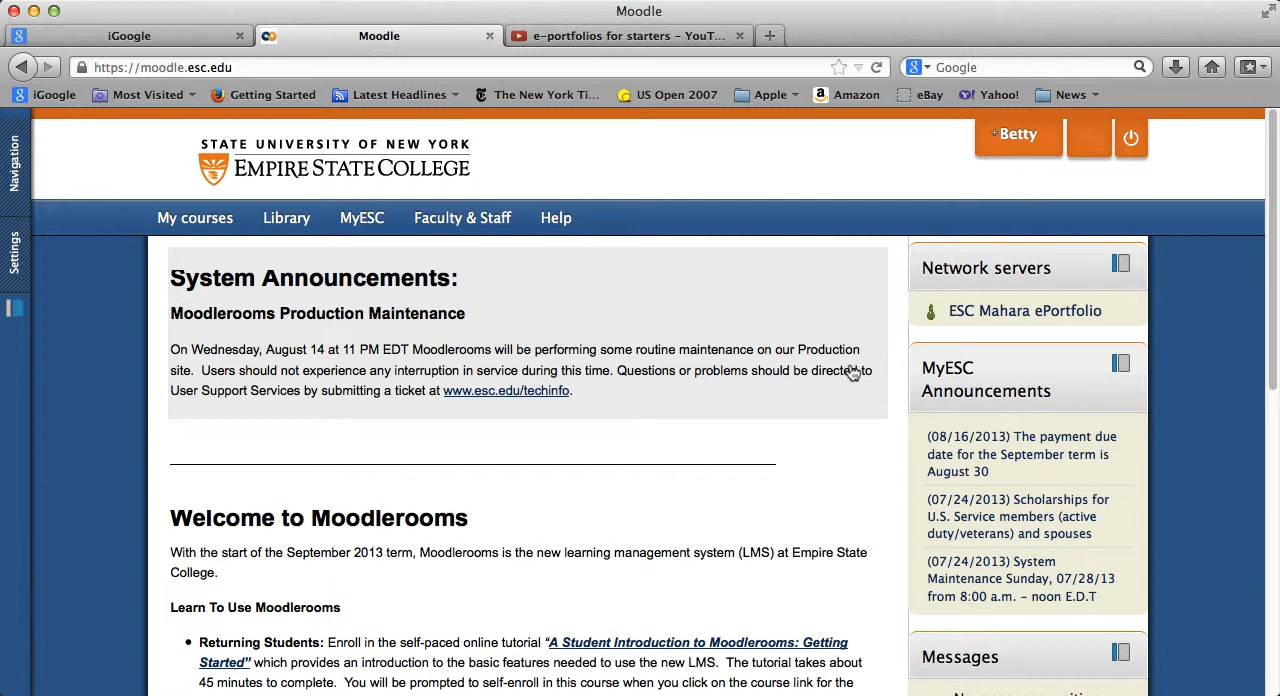 Moodle
iGoogle
Moodle
e-portfolios for starters – YouT...
https://moodle.esc.edu
Google
iGoogle
Most Visited
Getting Started
Latest Headlines
The New York Ti...
US Open 2007
Apple
Amazon
eBay
Yahoo!
News
Navigation
Settings
STATE UNIVERSITY OF NEW YORK
EMPIRE STATE COLLEGE
Betty
My courses
Library
MyESC
Faculty & Staff
Help
System Announcements:
Moodlerooms Production Maintenance
On Wednesday, August 14 at 11 PM EDT Moodlerooms will be performing some routine maintenance on our Production
site. Users should not experience any interruption in service during this time. Questions or problems should be directed to
User Support Services by submitting a ticket at www.esc.edu/techinfo.
Welcome to Moodlerooms
With the start of the September 2013 term, Moodlerooms is the new learning management system (LMS) at Empire State
College.
Learn To Use Moodlerooms
Returning Students: Enroll in the self-paced online tutorial “A Student Introduction to Moodlerooms: Getting
Started” which provides an introduction to the basic features needed to use the new LMS. The tutorial takes about
45 minutes to complete. You will be prompted to self-enroll in this course when you click on the course link for the
Network servers
ESC Mahara ePortfolio
MyESC
Announcements
(08/16/2013) The payment due
date for the September term is
August 30
(07/24/2013) Scholarships for
U.S. Service members (active
duty/veterans) and spouses
(07/24/2013) System
Maintenance Sunday, 07/28/13
from 8:00 a.m. – noon E.D.T
Messages